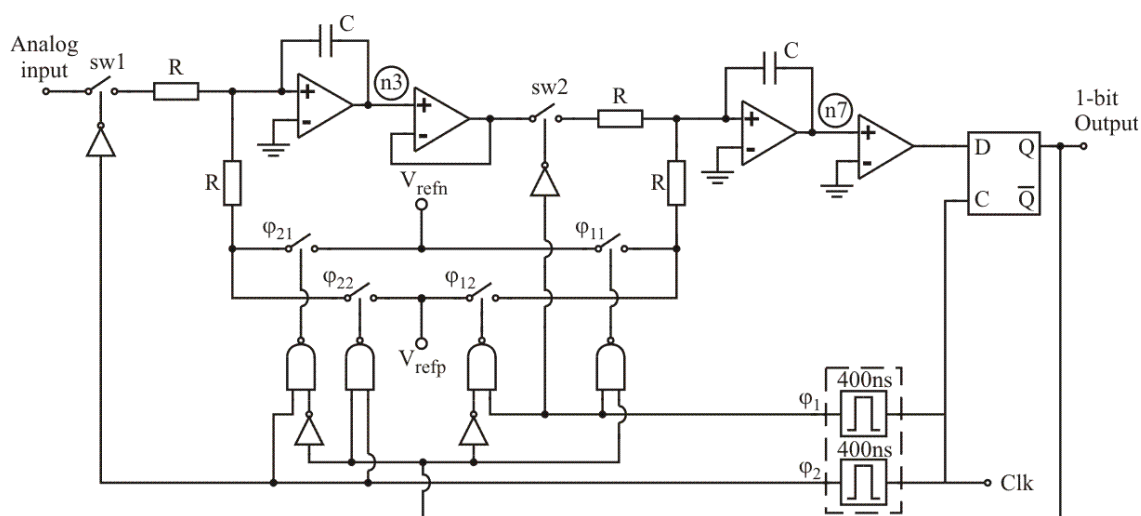 Analog
input
sw1
R
C
+
-
n3
+
-
sw2
R
C
+
-
n7
+
-
1-bit
Output
D
Q
C
Q̅
R
Vrefn
R
φ21
φ11
φ22
φ12
Vrefp
400ns
φ1
400ns
φ2
Clk